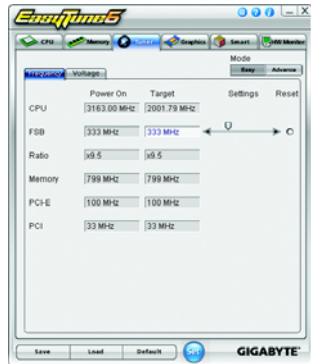 EasyTune6
CPU Memory Tuner Graphics Smart HW Monitor
Mode
Easy Advance
Frequency Voltage
Power On Target Settings Reset
CPU 3163.00 MHz 2001.79 MHz
FSB 333 MHz 333 MHz
Ratio x9.5 x9.5
Memory 799 MHz 799 MHz
PCI-E 100 MHz 100 MHz
PCI 33 MHz 33 MHz
Save Load Default Set GIGABYTE